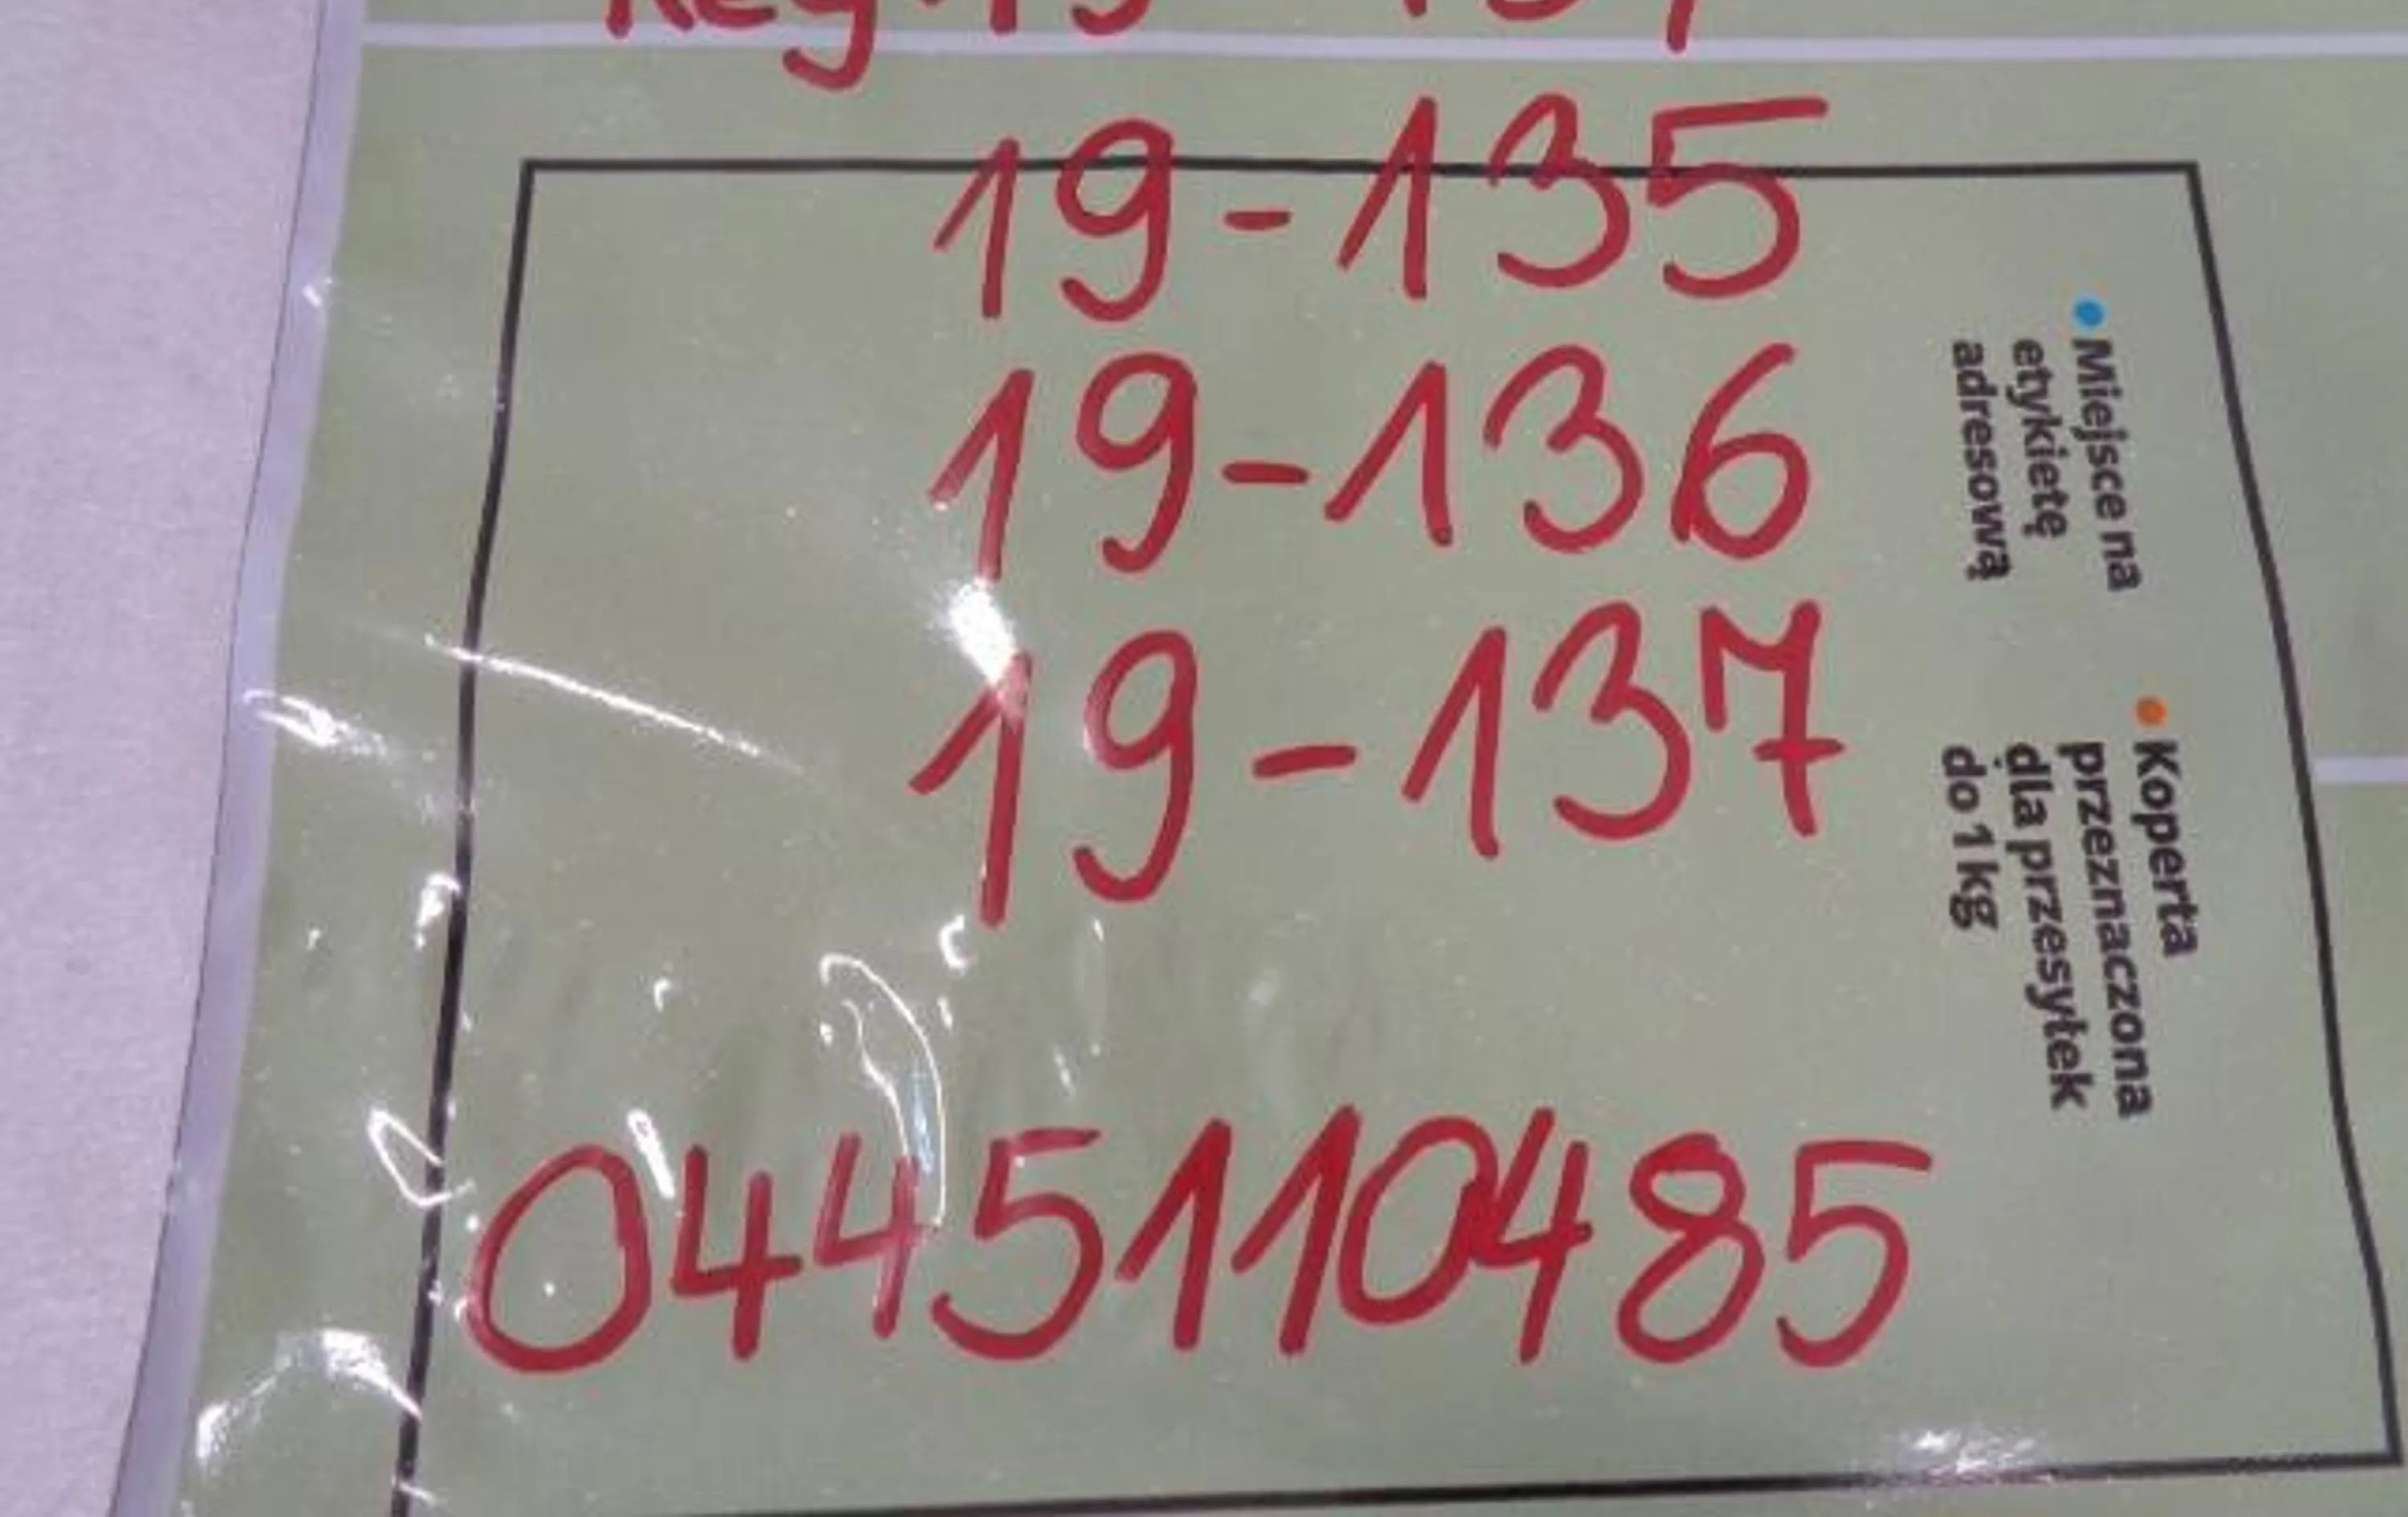 19-135
19-136
19-137
0445110485
• Miejsce na
etykietę
adresową
• Koperta
przeznaczona
dla przesyłek
do 1 kg